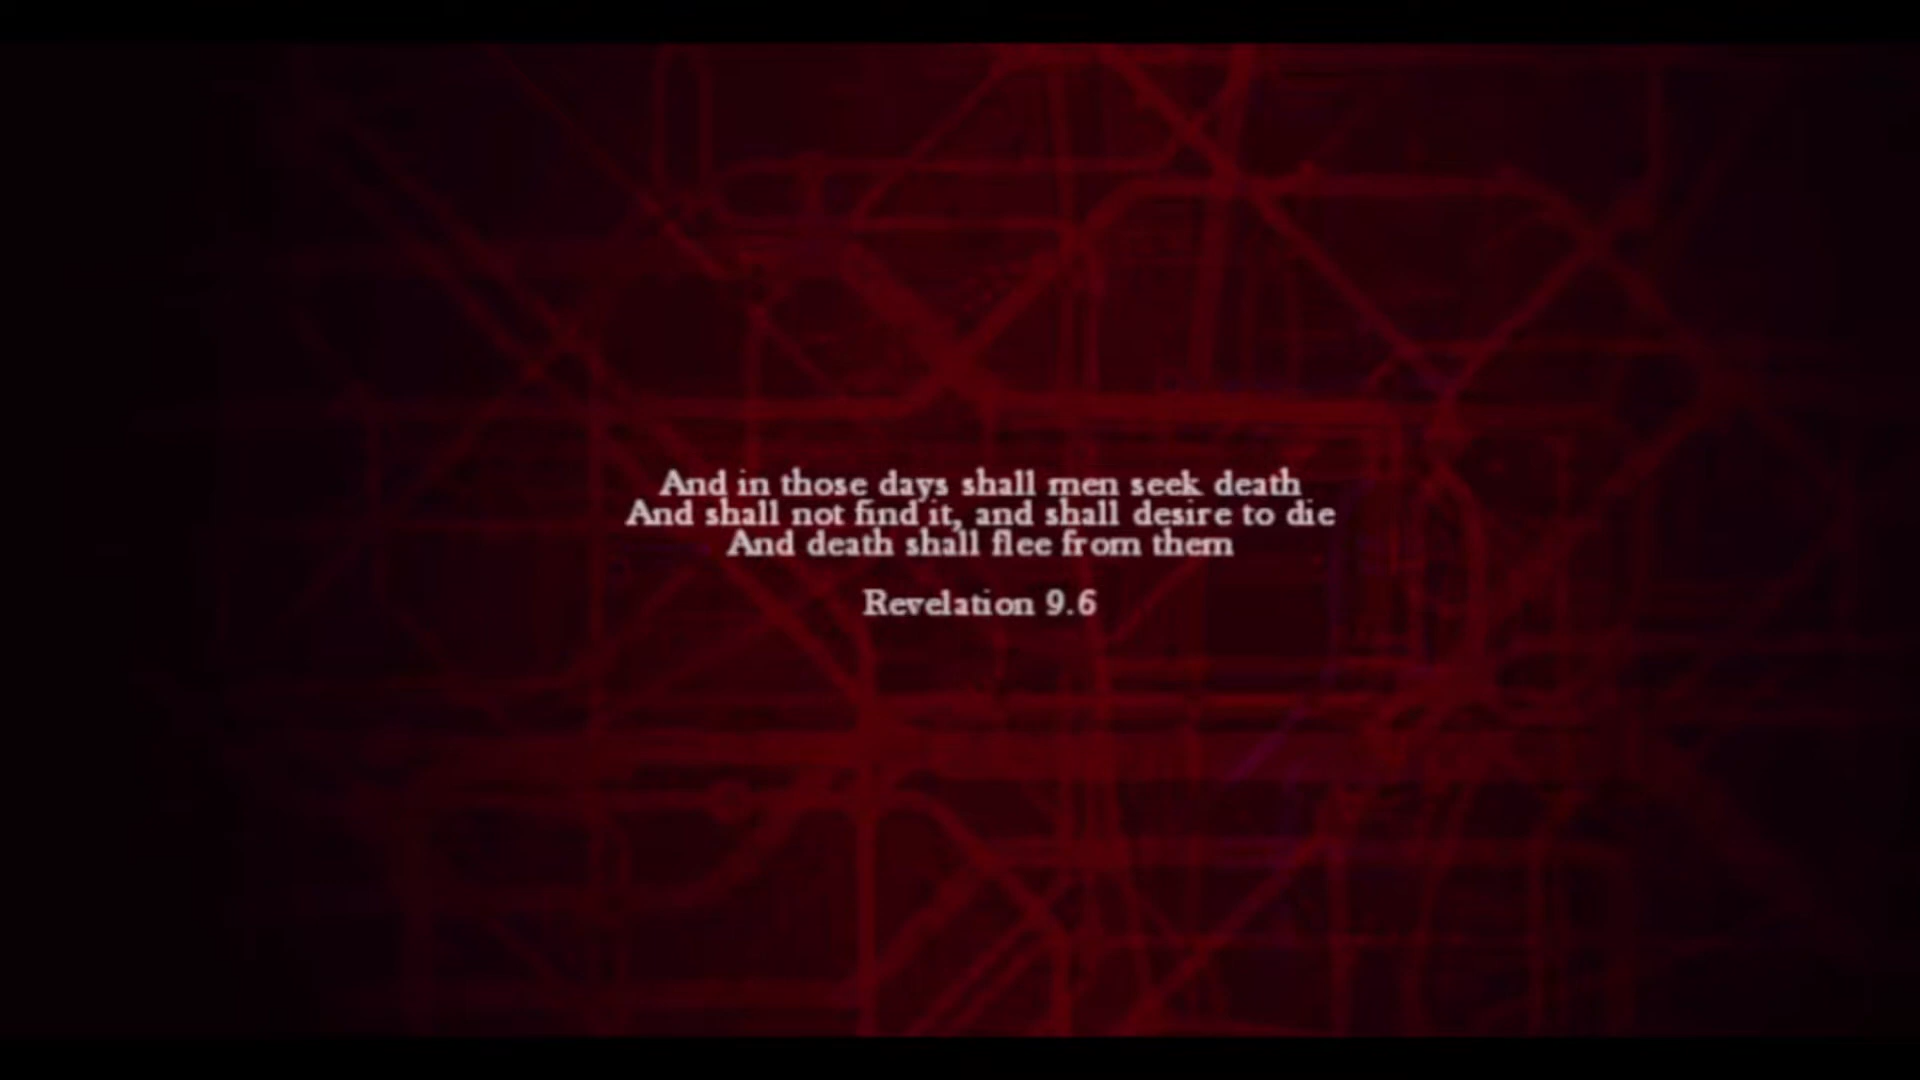 And in those days shall men seek death
And shall not find it, and shall desire to die
And death shall flee from them
Revelation 9.6